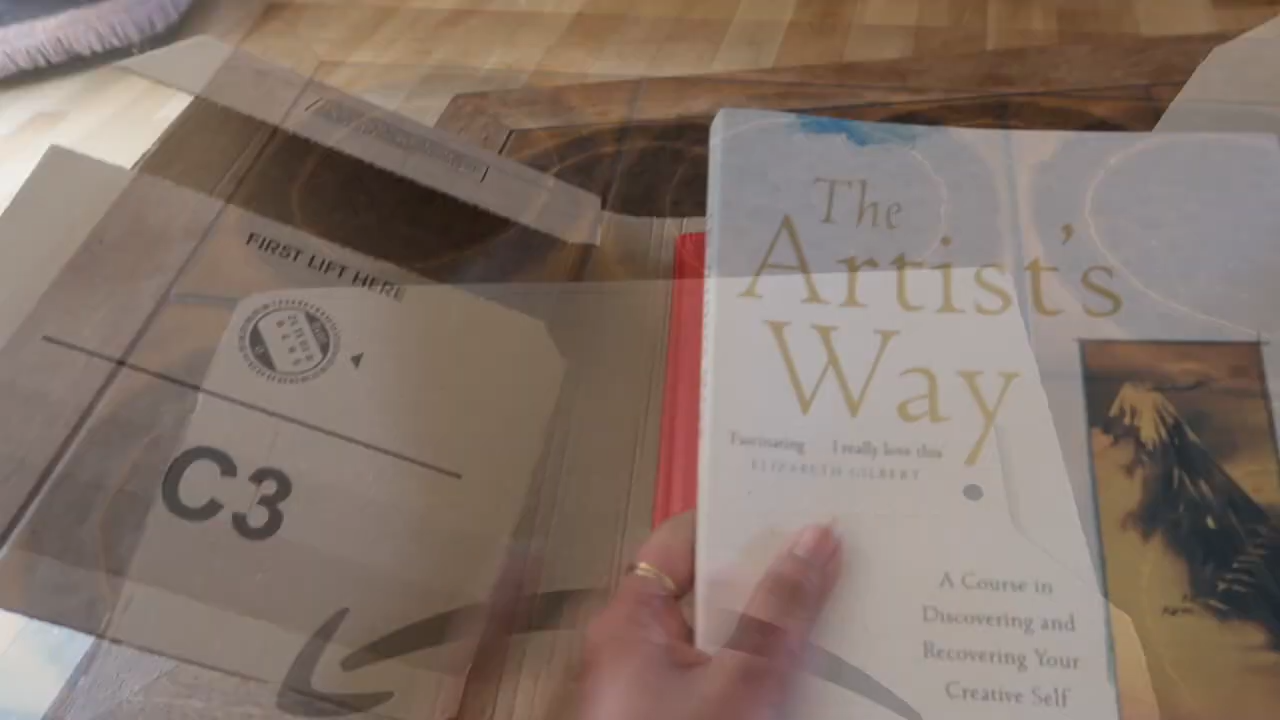 FIRST LIFT HERE
C3
The
Artist's
Way
Fascinating I really love this
ELIZABETH GILBERT
A Course in
Discovering and
Recovering Your
Creative Self